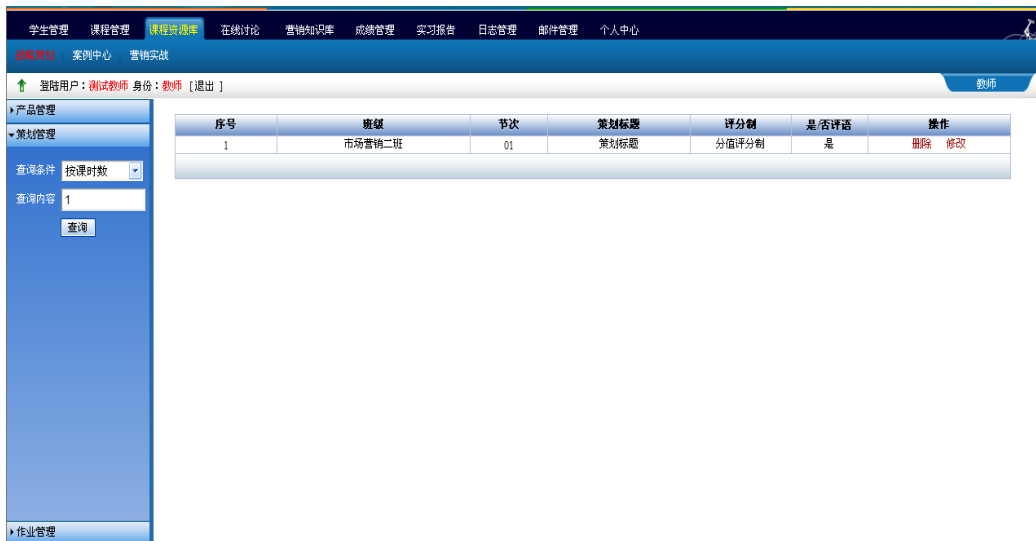 学生管理 课程管理 课程资源库 在线讨论 营销知识库 成绩管理 实习报告 日志管理 邮件管理 个人中心
案例中心 营销实战
登陆用户：测试教师 身份：教师 [退出 ] 教师
产品管理
策划管理
序号 班级 节次 策划标题 评分制 是/否评语 操作
1 市场营销二班 01 策划标题 分值评分制 是 删除 修改
查询条件 按课时数
查询内容 1
查询
作业管理